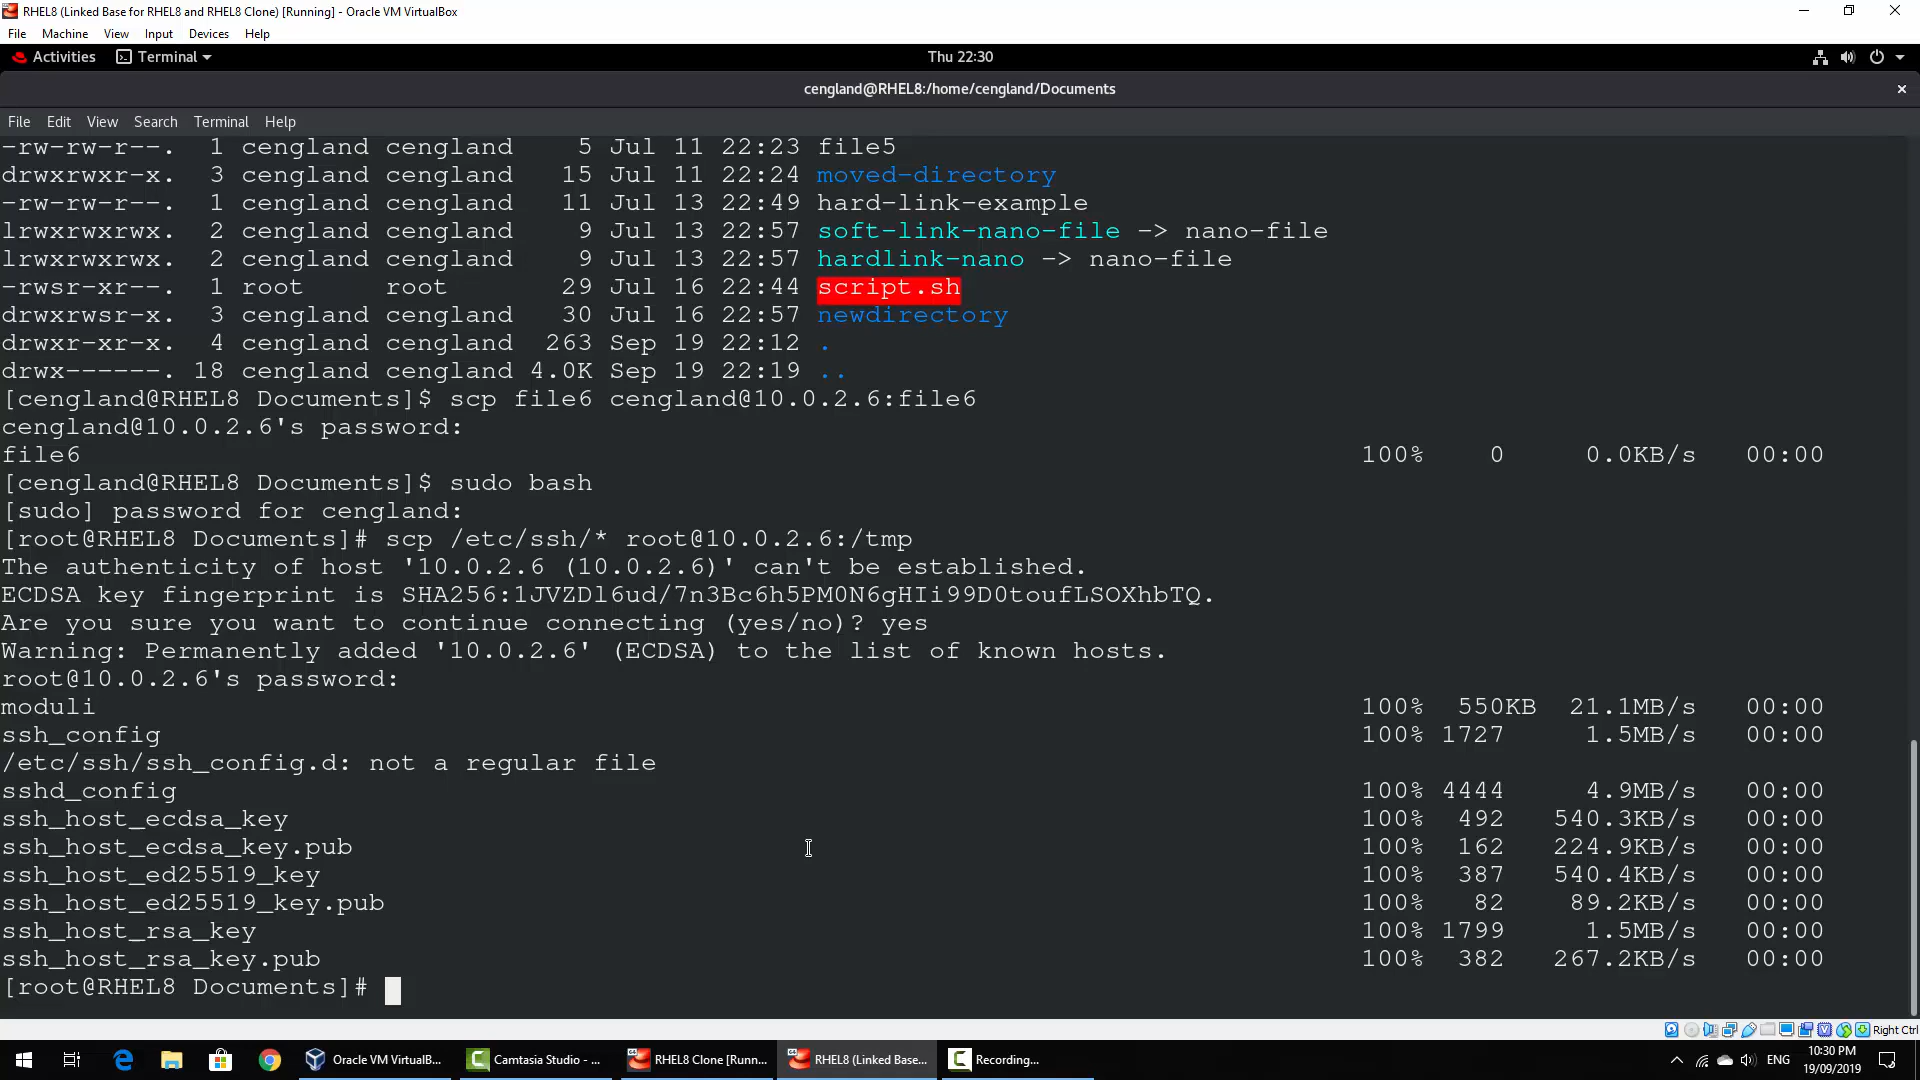 RHEL8 (Linked Base for RHEL8 and RHEL8 Clone) [Running] - Oracle VM VirtualBox
File Machine View Input Devices Help
Activities Terminal Thu 22:30
cengland@RHEL8:/home/cengland/Documents
File Edit View Search Terminal Help
-rw-rw-r--. 1 cengland cengland 5 Jul 11 22:23 file5
drwxrwxr-x. 3 cengland cengland 15 Jul 11 22:24 moved-directory
-rw-rw-r--. 1 cengland cengland 11 Jul 13 22:49 hard-link-example
lrwxrwxrwx. 2 cengland cengland 9 Jul 13 22:57 soft-link-nano-file -> nano-file
lrwxrwxrwx. 2 cengland cengland 9 Jul 13 22:57 hardlink-nano -> nano-file
-rwsr-xr-x. 1 root root 29 Jul 16 22:44 script.sh
drwxrwsr-x. 3 cengland cengland 30 Jul 16 22:57 newdirectory
drwxr-xr-x. 4 cengland cengland 263 Sep 19 22:12 .
drwx------. 18 cengland cengland 4.0K Sep 19 22:19 ..
[cengland@RHEL8 Documents]$ scp file6 cengland@10.0.2.6:file6
cengland@10.0.2.6's password:
file6 100% 0 0.0KB/s 00:00
[cengland@RHEL8 Documents]$ sudo bash
[sudo] password for cengland:
[root@RHEL8 Documents]# scp /etc/ssh/* root@10.0.2.6:/tmp
The authenticity of host '10.0.2.6 (10.0.2.6)' can't be established.
ECDSA key fingerprint is SHA256:1JVZDl6ud/7n3Bc6h5PM0N6gHIi99D0toufLSOXhbTQ.
Are you sure you want to continue connecting (yes/no)? yes
Warning: Permanently added '10.0.2.6' (ECDSA) to the list of known hosts.
root@10.0.2.6's password:
moduli 100% 550KB 21.1MB/s 00:00
ssh_config 100% 1727 1.5MB/s 00:00
/etc/ssh/ssh_config.d: not a regular file
sshd_config 100% 4444 4.9MB/s 00:00
ssh_host_ecdsa_key 100% 492 540.3KB/s 00:00
ssh_host_ecdsa_key.pub 100% 162 224.9KB/s 00:00
ssh_host_ed25519_key 100% 387 540.4KB/s 00:00
ssh_host_ed25519_key.pub 100% 82 89.2KB/s 00:00
ssh_host_rsa_key 100% 1799 1.5MB/s 00:00
ssh_host_rsa_key.pub 100% 382 267.2KB/s 00:00
[root@RHEL8 Documents]#
Right Ctrl
Oracle VM VirtualB... Camtasia Studio - ... RHEL8 Clone [Runn... RHEL8 (Linked Base... Recording... ENG 10:30 PM
19/09/2019